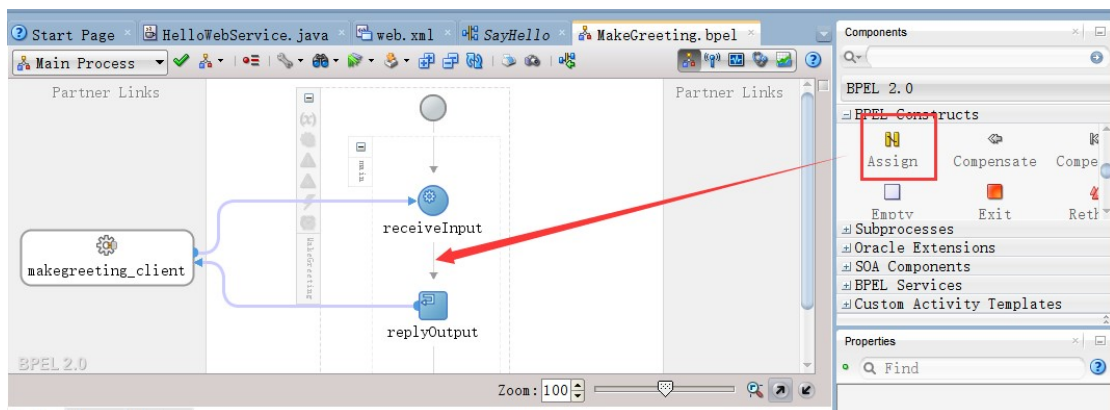 Start Page HelloWebService.java web.xml SayHello MakeGreeting.bpel
Main Process
Partner Links
Partner Links
(x)
main
receiveInput
makegreeting_client
MakeGreeting
replyOutput
BPEL 2.0
Zoom: 100
Components
BPEL 2.0
BPEL Constructs
Assign Compensate Compe
Empty Exit Reth
Subprocesses
Oracle Extensions
SOA Components
BPEL Services
Custom Activity Templates
Properties
Find